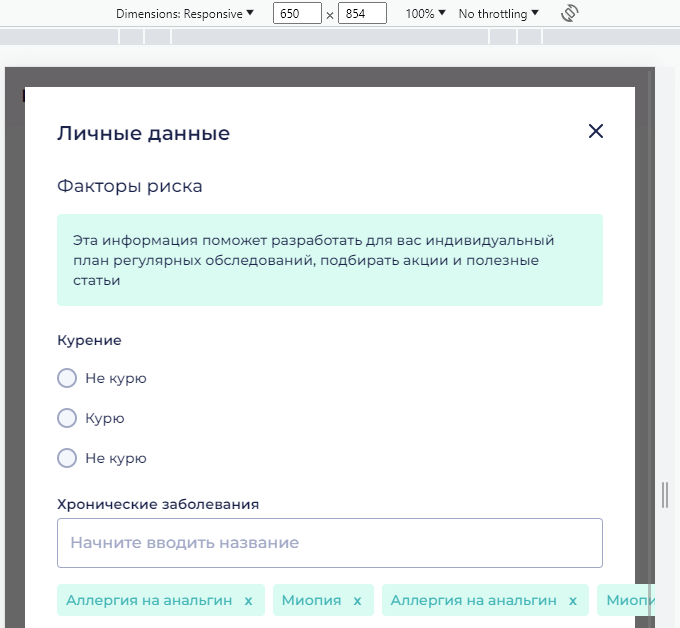 Dimensions: Responsive 650 x 854 100% No throttling
Личные данные
Факторы риска
Эта информация поможет разработать для вас индивидуальный
план регулярных обследований, подбирать акции и полезные
статьи
Курение
Не курю
Курю
Не курю
Хронические заболевания
Начните вводить название
Аллергия на анальгин x Миопия x Аллергия на анальгин x Миопи